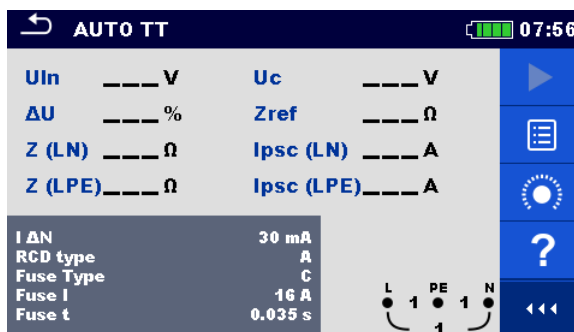 AUTO TT 07:56
Uln ___V Uc ___V
ΔU ___% Zref ___Ω
Z (LN) ___Ω Ipsc (LN) ___A
Z (LPE)___Ω Ipsc (LPE)___A
I ΔN 30 mA
RCD type A
Fuse Type C
Fuse I 16 A
Fuse t 0.035 s
L PE N
1 1
1
?